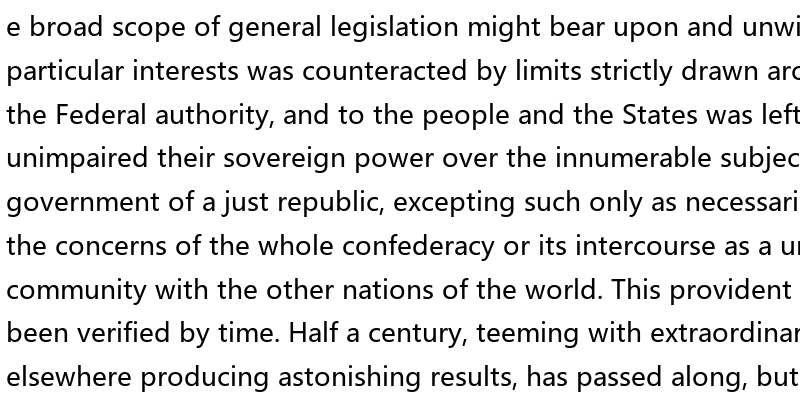 e broad scope of general legislation might bear upon and unwi
particular interests was counteracted by limits strictly drawn aro
the Federal authority, and to the people and the States was left
unimpaired their sovereign power over the innumerable subjec
government of a just republic, excepting such only as necessari
the concerns of the whole confederacy or its intercourse as a un
community with the other nations of the world. This provident
been verified by time. Half a century, teeming with extraordinar
elsewhere producing astonishing results, has passed along, but